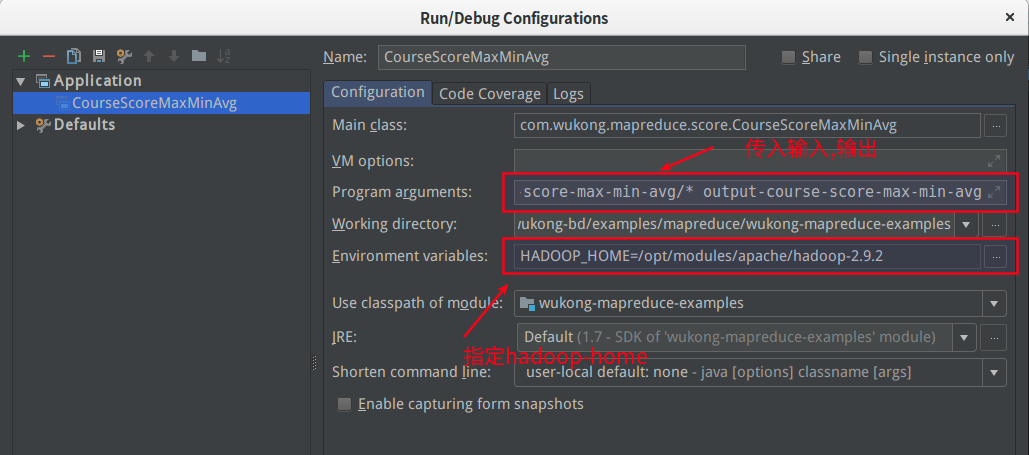 Run/Debug Configurations
Name: CourseScoreMaxMinAvg Share Single instance only
Application
CourseScoreMaxMinAvg
Defaults
Configuration Code Coverage Logs
Main class: com.wukong.mapreduce.score.CourseScoreMaxMinAvg
传入输入,输出
VM options:
Program arguments: score-max-min-avg/* output-course-score-max-min-avg
Working directory: ukong-bd/examples/mapreduce/wukong-mapreduce-examples
Environment variables: HADOOP_HOME=/opt/modules/apache/hadoop-2.9.2
Use classpath of module: wukong-mapreduce-examples
JRE: Default (1.7 - SDK of 'wukong-mapreduce-examples' module)
指定hadoop-home
Shorten command line: user-local default: none - java [options] classname [args]
Enable capturing form snapshots